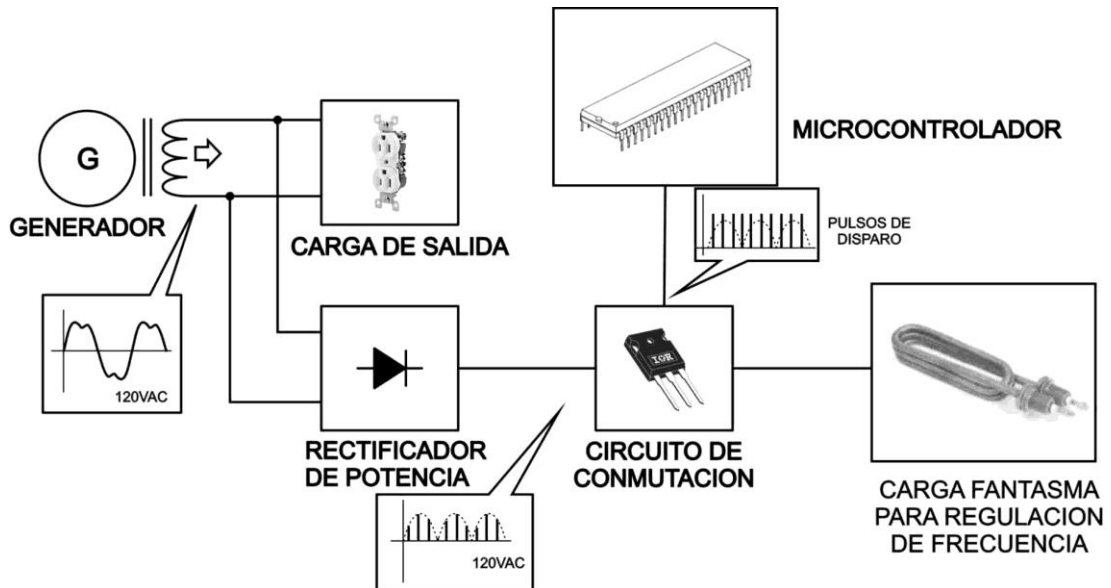 G
GENERADOR
CARGA DE SALIDA
MICROCONTROLADOR
PULSOS DE
DISPARO
120VAC
IGR
RECTIFICADOR
DE POTENCIA
CIRCUITO DE
CONMUTACION
120VAC
CARGA FANTASMA
PARA REGULACION
DE FRECUENCIA